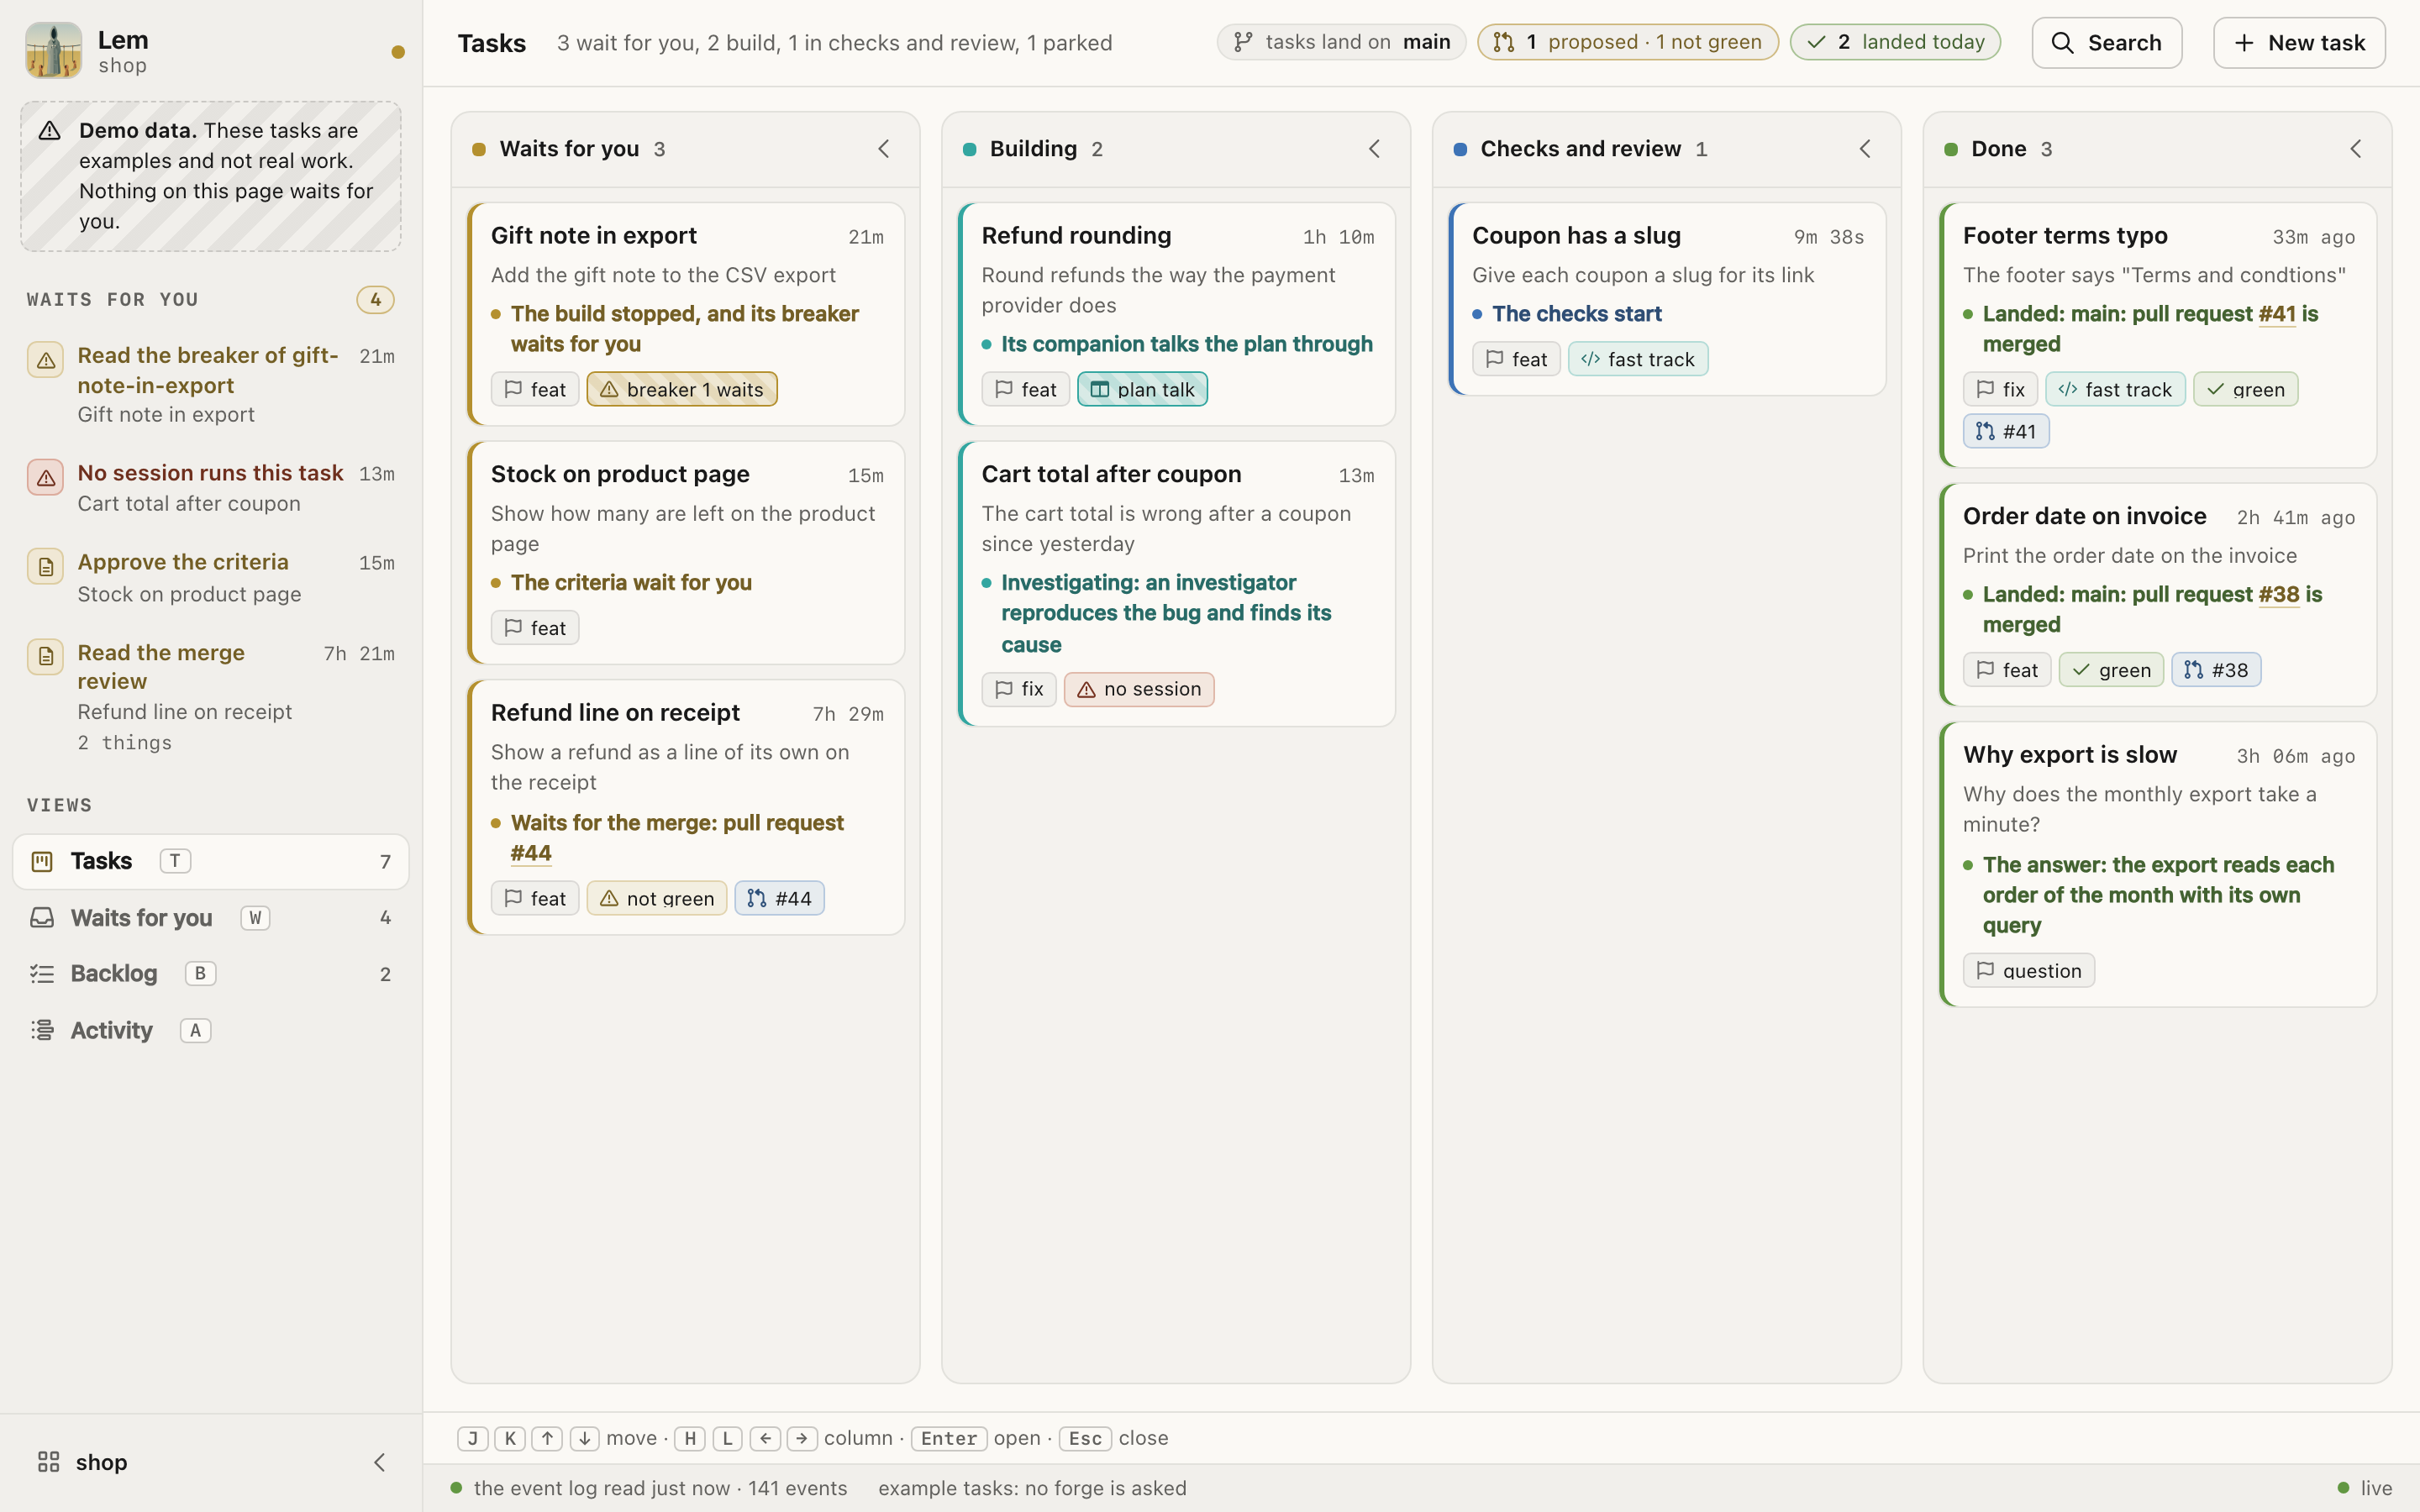 Lem
shop
Demo data. These tasks are
examples and not real work.
Nothing on this page waits for
you.
WAITS FOR YOU 4
Read the breaker of gift- 21m
note-in-export
Gift note in export
No session runs this task 13m
Cart total after coupon
Approve the criteria 15m
Stock on product page
Read the merge 7h 21m
review
Refund line on receipt
2 things
VIEWS
Tasks T 7
Waits for you W 4
Backlog B 2
Activity A
shop
Tasks 3 wait for you, 2 build, 1 in checks and review, 1 parked
tasks land on main
1 proposed · 1 not green
2 landed today
Search
New task
Waits for you 3
Gift note in export 21m
Add the gift note to the CSV export
The build stopped, and its breaker
waits for you
feat breaker 1 waits
Stock on product page 15m
Show how many are left on the product
page
The criteria wait for you
feat
Refund line on receipt 7h 29m
Show a refund as a line of its own on
the receipt
Waits for the merge: pull request
#44
feat not green #44
Building 2
Refund rounding 1h 10m
Round refunds the way the payment
provider does
Its companion talks the plan through
feat plan talk
Cart total after coupon 13m
The cart total is wrong after a coupon
since yesterday
Investigating: an investigator
reproduces the bug and finds its
cause
fix no session
Checks and review 1
Coupon has a slug 9m 38s
Give each coupon a slug for its link
The checks start
feat fast track
Done 3
Footer terms typo 33m ago
The footer says "Terms and condtions"
Landed: main: pull request #41 is
merged
fix fast track green
#41
Order date on invoice 2h 41m ago
Print the order date on the invoice
Landed: main: pull request #38 is
merged
feat green #38
Why export is slow 3h 06m ago
Why does the monthly export take a
minute?
The answer: the export reads each
order of the month with its own
query
question
J K ↑ ↓ move · H L ← → column · Enter open · Esc close
the event log read just now · 141 events example tasks: no forge is asked
live